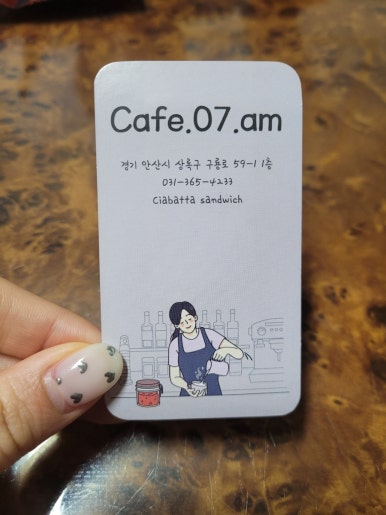 Cafe.07.am
경기 안산시 상록구 구룡로 59-1 1층
031-365-4233
Ciabatta sandwich